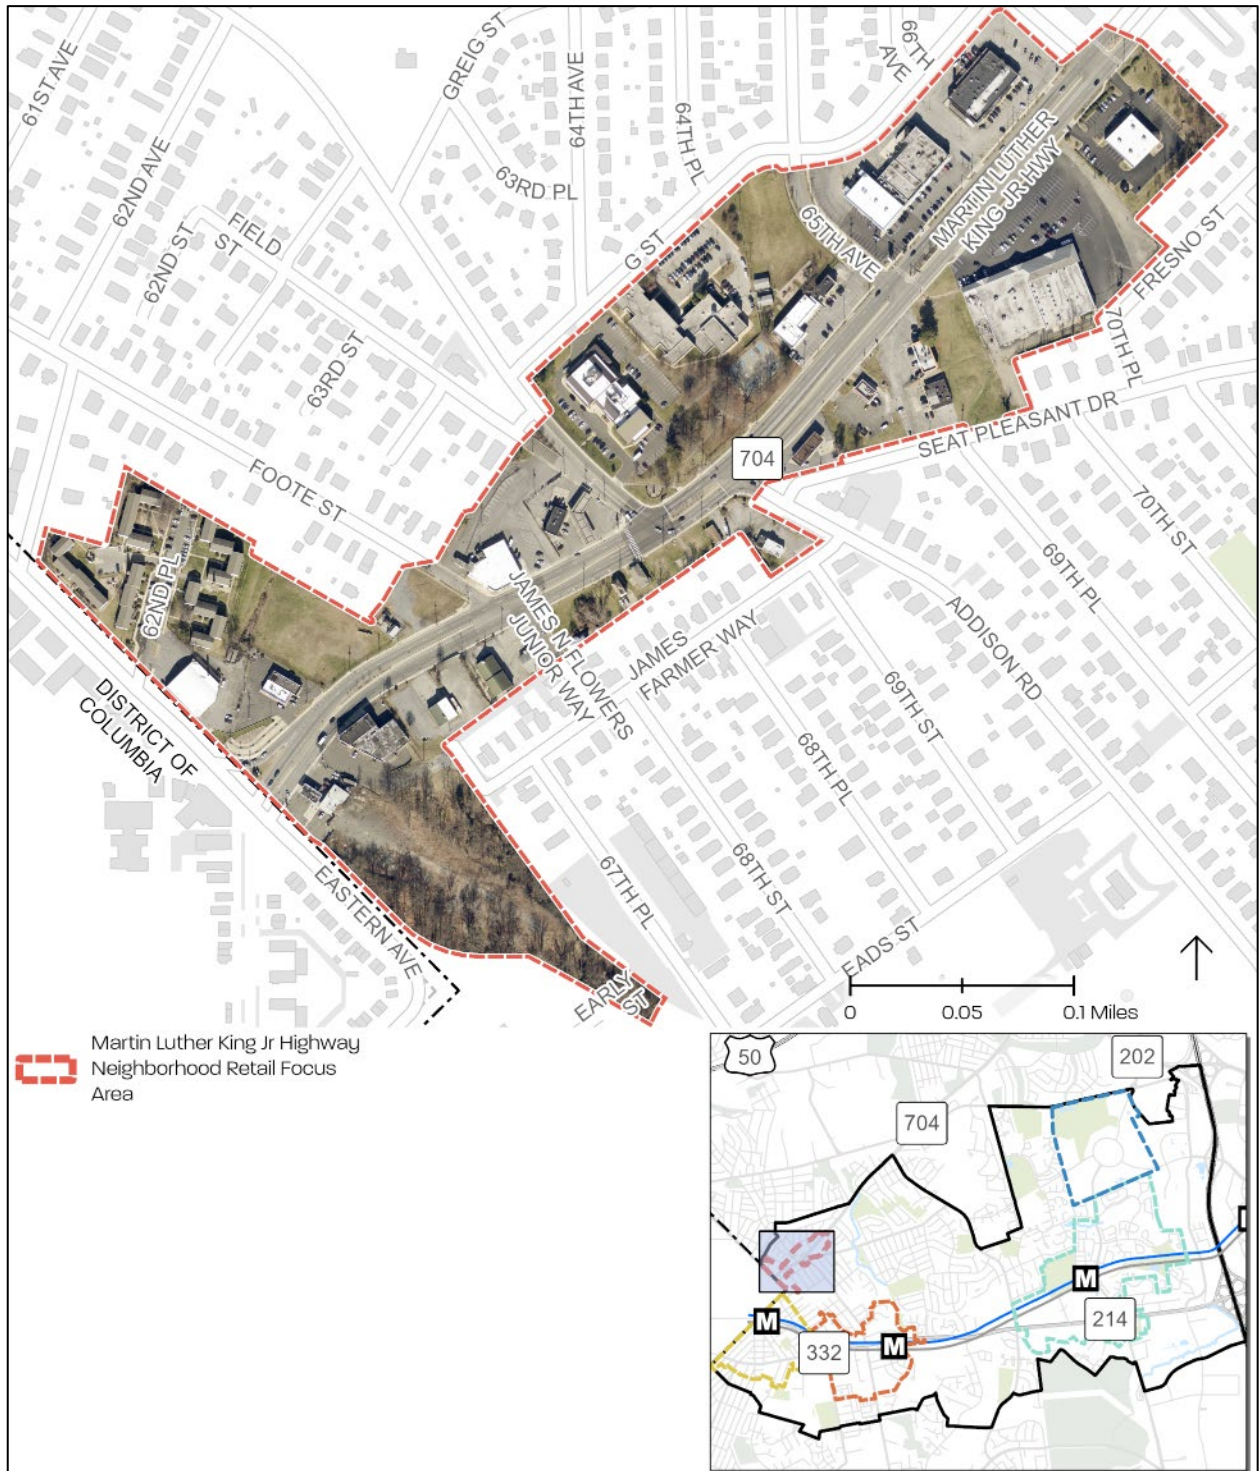 61ST AVE
62ND AVE
62ND ST
FIELD
ST
63RD ST
GREIG ST
63RD PL
64TH AVE
64TH PL
66TH
AVE
G ST
65TH AVE
MARTIN LUTHER
KING JR HWY
FRESNO ST
70TH PL
SEAT PLEASANT DR
704
FOOTE ST
62ND PL
70TH ST
69TH PL
ADDISON RD
JAMES N FLOWERS
JUNIOR WAY
JAMES
FARMER WAY
69TH ST
68TH PL
68TH ST
67TH PL
DISTRICT OF
COLUMBIA
EASTERN AVE
EADS ST
EARLY
ST
0
0.05
0.1 Miles
Martin Luther King Jr Highway
Neighborhood Retail Focus
Area
50
202
704
M
M
M
332
214